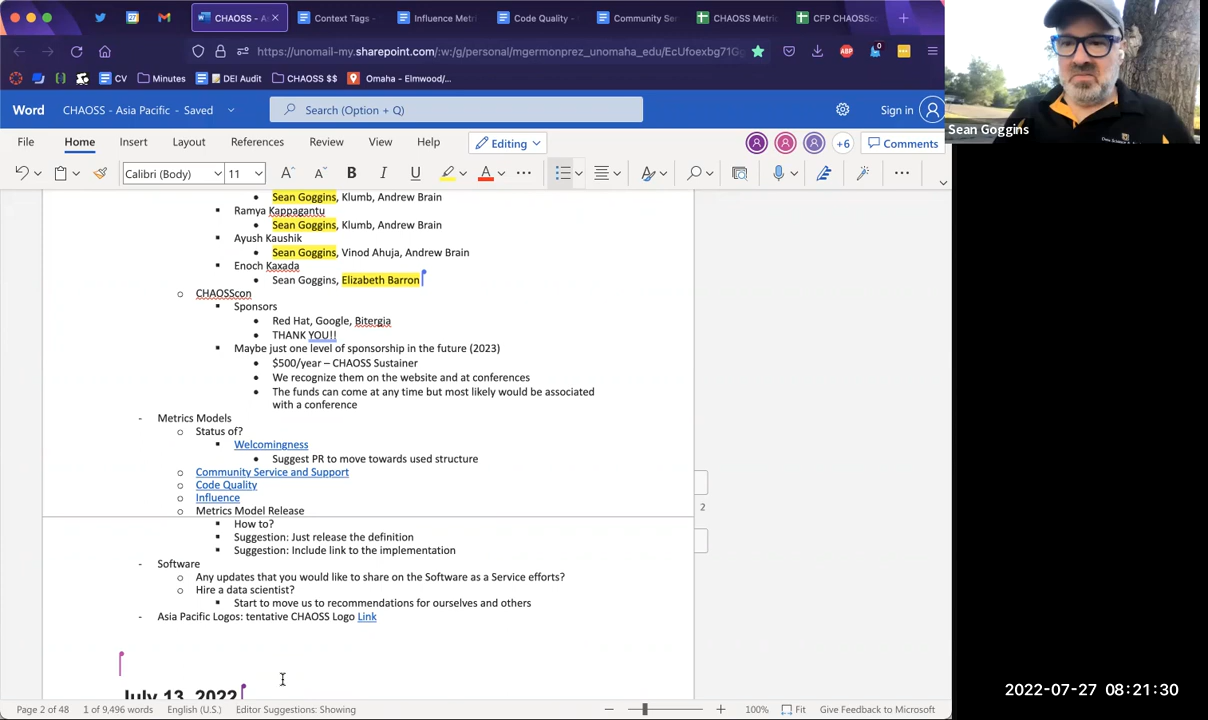 CHAOSS - As
Context Tags -
Influence Metri
Code Quality -
Community Ser
CHAOSS Metric
CFP CHAOSScon
https://unomail-my.sharepoint.com/:w:/g/personal/mgermonprez_unomaha_edu/EcUfoexbg71G
CV
Minutes
DEI Audit
CHAOSS $$
Omaha - Elmwood/...
Word
CHAOSS - Asia Pacific - Saved
Search (Option + Q)
Sign in
File
Home
Insert
Layout
References
Review
View
Help
Editing
+6
Comments
Calibri (Body)
11
Sean Goggins, Klumb, Andrew Brain
Ramya Kappagantu
Sean Goggins, Klumb, Andrew Brain
Ayush Kaushik
Sean Goggins, Vinod Ahuja, Andrew Brain
Enoch Kaxada
Sean Goggins, Elizabeth Barron
CHAOSScon
Sponsors
Red Hat, Google, Bitergia
THANK YOU!!
Maybe just one level of sponsorship in the future (2023)
$500/year – CHAOSS Sustainer
We recognize them on the website and at conferences
The funds can come at any time but most likely would be associated
with a conference
- Metrics Models
Status of?
Welcomingness
Suggest PR to move towards used structure
Community Service and Support
Code Quality
Influence
Metrics Model Release
How to?
Suggestion: Just release the definition
Suggestion: Include link to the implementation
- Software
Any updates that you would like to share on the Software as a Service efforts?
Hire a data scientist?
Start to move us to recommendations for ourselves and others
- Asia Pacific Logos: tentative CHAOSS Logo Link
July 13, 2022
2
Page 2 of 48
1 of 9,496 words
English (U.S.)
Editor Suggestions: Showing
100%
Fit
Give Feedback to Microsoft
Sean Goggins
2022-07-27 08:21:30